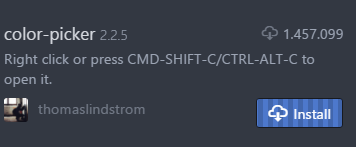 color-picker 2.2.5 1.457.099
Right click or press CMD-SHIFT-C/CTRL-ALT-C to
open it.
thomaslindstrom Install